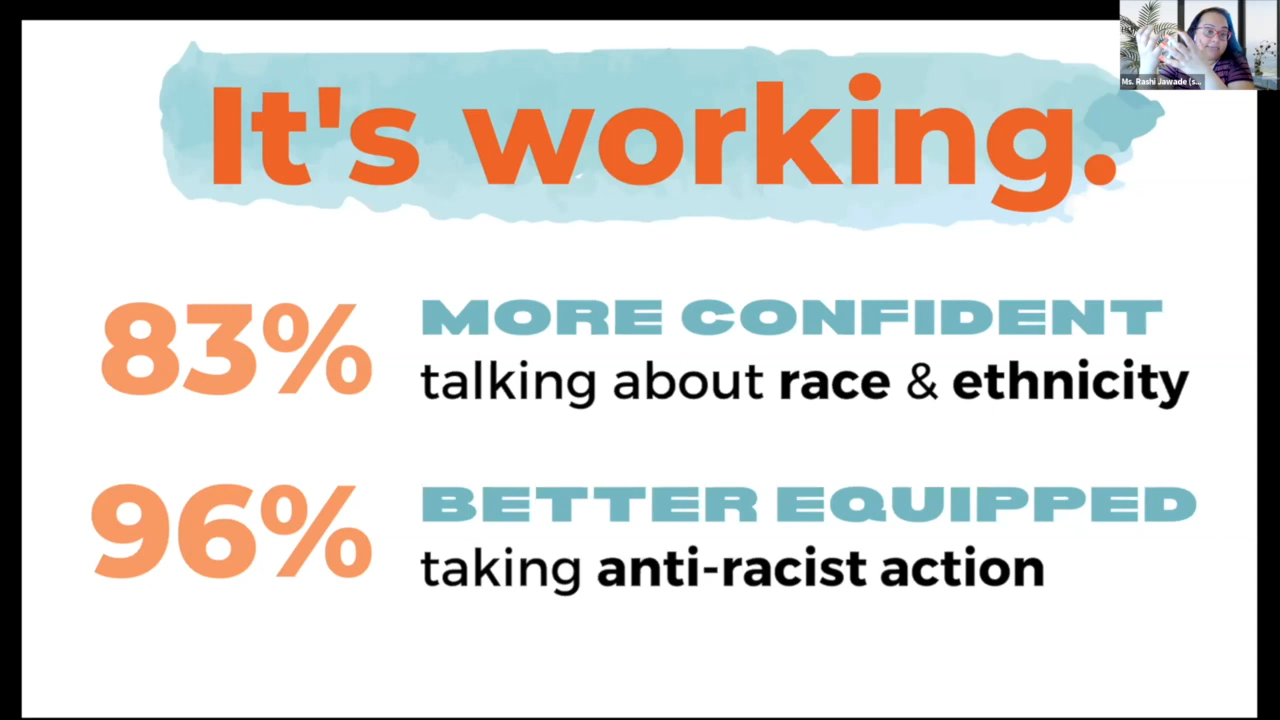 It's working.
83%
MORE CONFIDENT
talking about race & ethnicity
96%
BETTER EQUIPPED
taking anti-racist action
Ms. Rashi Jawade (s...